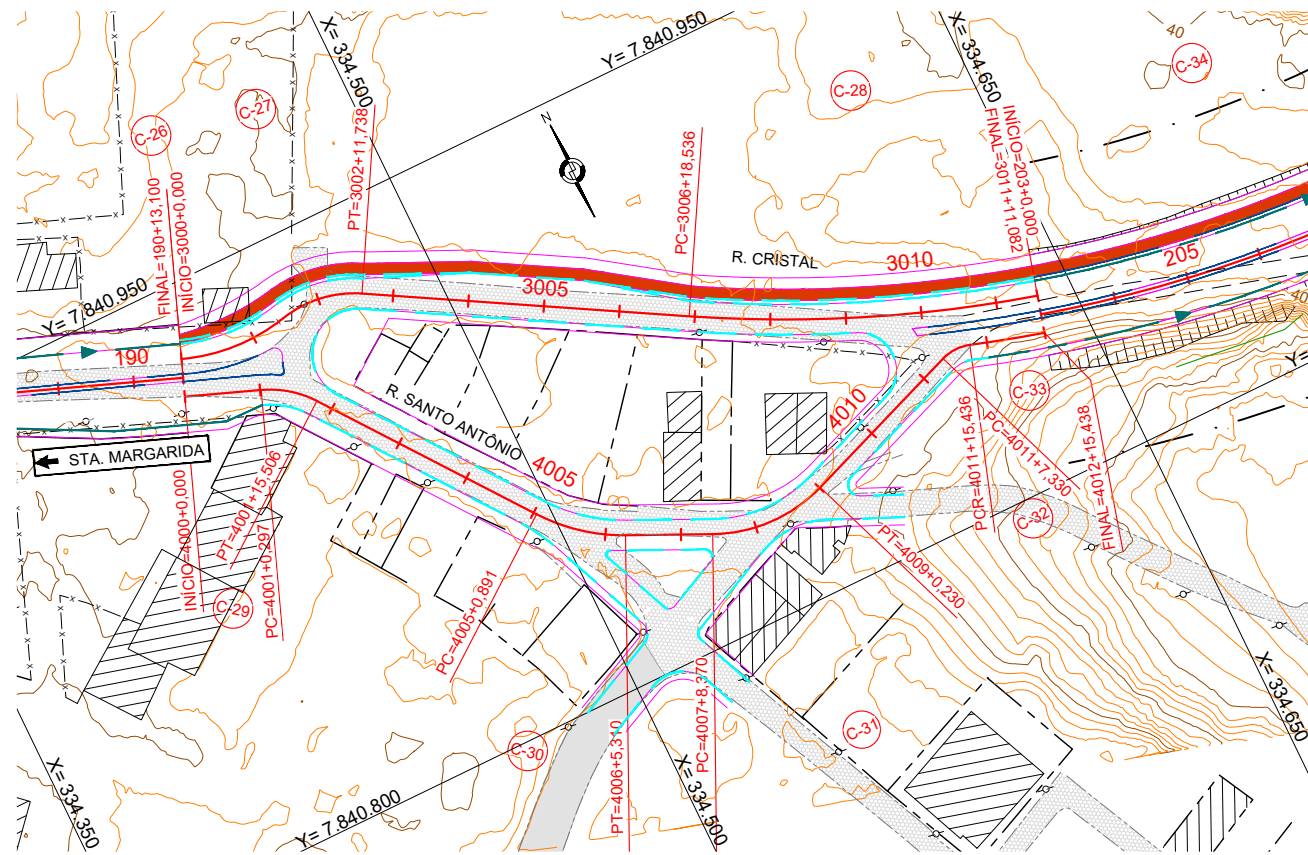 X= 334.500
Y= 7.840.950
X= 334.650
40
C-34
C-27
C-28
C-26
PT=3002+11,738
PC=3006+18,536
INÍCIO=203+0,000
FINAL=3011+11,082
FINAL=190+13,100
INÍCIO=3000+0,000
N
R. CRISTAL
3010
205
3005
Y= 7.840.950
40
Y=
190
R. SANTO ANTÔNIO
4010
C-33
STA. MARGARIDA
4005
PC=4011+7,330
PCR=4011+15,436
FINAL=4012+15.438
INÍCIO=4000+0,000
PT=4001+15,506
PC=4001+0,297
C-32
PT=4009+0,230
C-29
PC=4005+0,891
X= 334.650
C-30
C-31
PT=4006+5,310
PC=4007+8,370
X= 334.350
Y= 7.840.800
X= 334.500